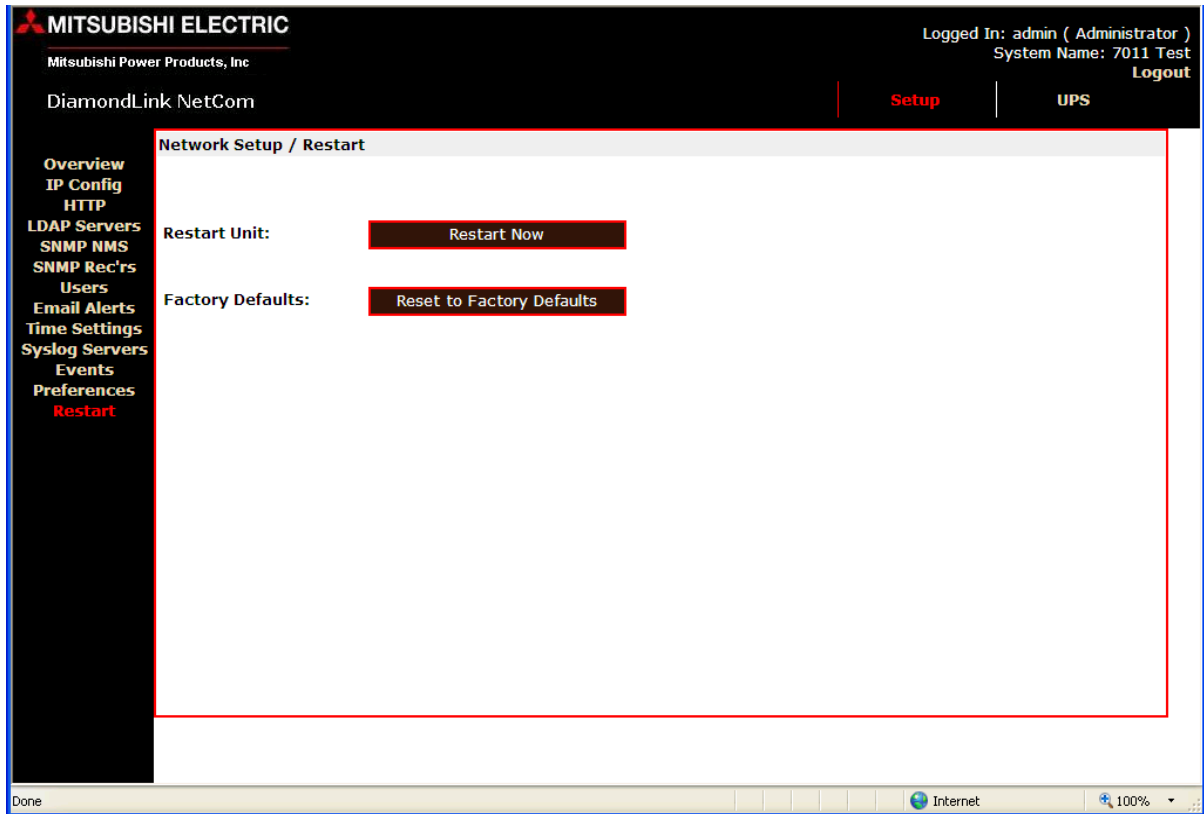 MITSUBISHI ELECTRIC
Mitsubishi Power Products, Inc
DiamondLink NetCom
Logged In: admin ( Administrator )
System Name: 7011 Test
Logout
Setup
UPS
Overview
IP Config
HTTP
LDAP Servers
SNMP NMS
SNMP Rec'rs
Users
Email Alerts
Time Settings
Syslog Servers
Events
Preferences
Restart
Network Setup / Restart
Restart Unit: Restart Now
Factory Defaults: Reset to Factory Defaults
Done Internet 100%